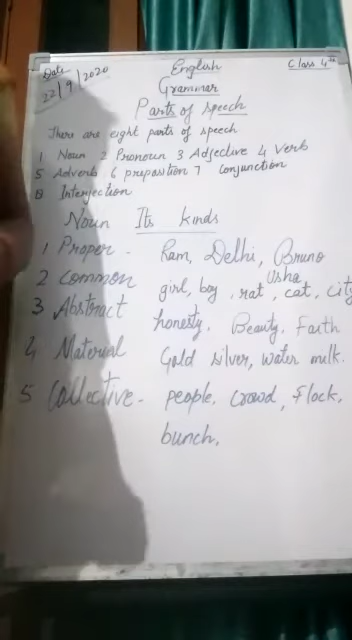 Date
22/9/2020
English
Class 4th
Grammar
Parts of speech
There are eight parts of speech
1 Noun 2 Pronoun 3 Adjective 4 Verb
5 Adverb 6 preposition 7 Conjunction
8 Interjection
Noun Its kinds
1 Proper - Ram, Delhi, Bruno
Usha
2 Common girl, boy, rat, cat, city
3 Abstract honesty, Beauty, Faith
4 Material Gold silver, water milk.
5 Collective - people, crowd, flock,
bunch,